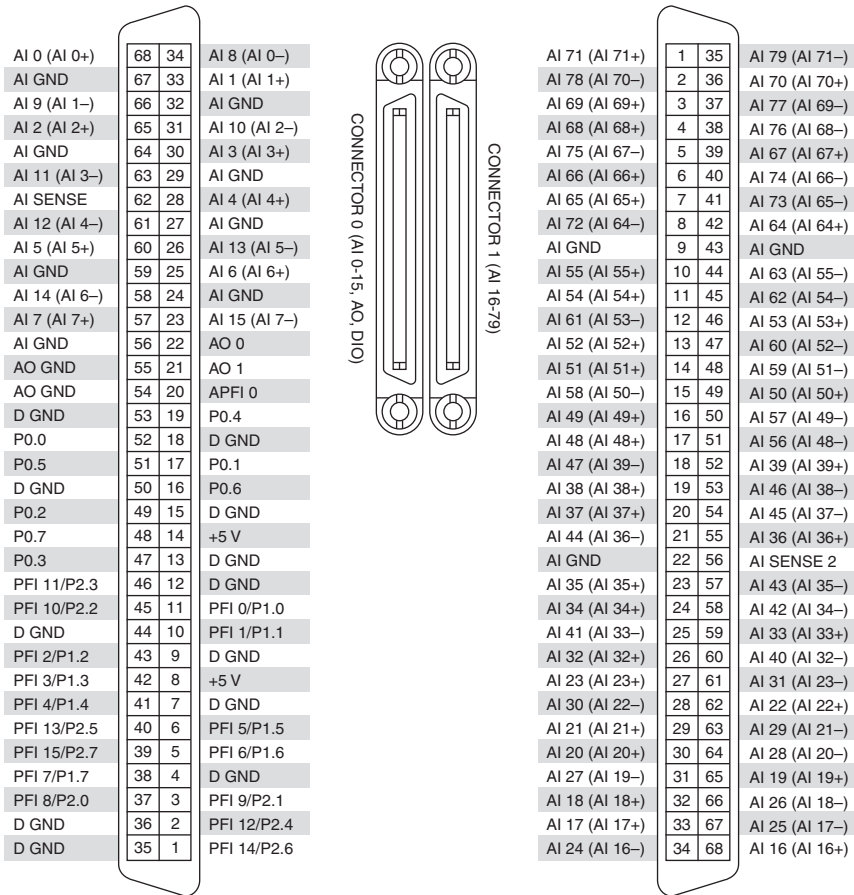 AI 0 (AI 0+) 68 34 AI 8 (AI 0–)
AI GND 67 33 AI 1 (AI 1+)
AI 9 (AI 1–) 66 32 AI GND
AI 2 (AI 2+) 65 31 AI 10 (AI 2–)
AI GND 64 30 AI 3 (AI 3+)
AI 11 (AI 3–) 63 29 AI GND
AI SENSE 62 28 AI 4 (AI 4+)
AI 12 (AI 4–) 61 27 AI GND
AI 5 (AI 5+) 60 26 AI 13 (AI 5–)
AI GND 59 25 AI 6 (AI 6+)
AI 14 (AI 6–) 58 24 AI GND
AI 7 (AI 7+) 57 23 AI 15 (AI 7–)
AI GND 56 22 AO 0
AO GND 55 21 AO 1
AO GND 54 20 APFI 0
D GND 53 19 P0.4
P0.0 52 18 D GND
P0.5 51 17 P0.1
D GND 50 16 P0.6
P0.2 49 15 D GND
P0.7 48 14 +5 V
P0.3 47 13 D GND
PFI 11/P2.3 46 12 D GND
PFI 10/P2.2 45 11 PFI 0/P1.0
D GND 44 10 PFI 1/P1.1
PFI 2/P1.2 43 9 D GND
PFI 3/P1.3 42 8 +5 V
PFI 4/P1.4 41 7 D GND
PFI 13/P2.5 40 6 PFI 5/P1.5
PFI 15/P2.7 39 5 PFI 6/P1.6
PFI 7/P1.7 38 4 D GND
PFI 8/P2.0 37 3 PFI 9/P2.1
D GND 36 2 PFI 12/P2.4
D GND 35 1 PFI 14/P2.6
CONNECTOR 0 (AI 0-15, AO, DIO)
CONNECTOR 1 (AI 16-79)
AI 71 (AI 71+) 1 35 AI 79 (AI 71–)
AI 78 (AI 70–) 2 36 AI 70 (AI 70+)
AI 69 (AI 69+) 3 37 AI 77 (AI 69–)
AI 68 (AI 68+) 4 38 AI 76 (AI 68–)
AI 75 (AI 67–) 5 39 AI 67 (AI 67+)
AI 66 (AI 66+) 6 40 AI 74 (AI 66–)
AI 65 (AI 65+) 7 41 AI 73 (AI 65–)
AI 72 (AI 64–) 8 42 AI 64 (AI 64+)
AI GND 9 43 AI GND
AI 55 (AI 55+) 10 44 AI 63 (AI 55–)
AI 54 (AI 54+) 11 45 AI 62 (AI 54–)
AI 61 (AI 53–) 12 46 AI 53 (AI 53+)
AI 52 (AI 52+) 13 47 AI 60 (AI 52–)
AI 51 (AI 51+) 14 48 AI 59 (AI 51–)
AI 58 (AI 50–) 15 49 AI 50 (AI 50+)
AI 49 (AI 49+) 16 50 AI 57 (AI 49–)
AI 48 (AI 48+) 17 51 AI 56 (AI 48–)
AI 47 (AI 39–) 18 52 AI 39 (AI 39+)
AI 38 (AI 38+) 19 53 AI 46 (AI 38–)
AI 37 (AI 37+) 20 54 AI 45 (AI 37–)
AI 44 (AI 36–) 21 55 AI 36 (AI 36+)
AI GND 22 56 AI SENSE 2
AI 35 (AI 35+) 23 57 AI 43 (AI 35–)
AI 34 (AI 34+) 24 58 AI 42 (AI 34–)
AI 41 (AI 33–) 25 59 AI 33 (AI 33+)
AI 32 (AI 32+) 26 60 AI 40 (AI 32–)
AI 23 (AI 23+) 27 61 AI 31 (AI 23–)
AI 30 (AI 22–) 28 62 AI 22 (AI 22+)
AI 21 (AI 21+) 29 63 AI 29 (AI 21–)
AI 20 (AI 20+) 30 64 AI 28 (AI 20–)
AI 27 (AI 19–) 31 65 AI 19 (AI 19+)
AI 18 (AI 18+) 32 66 AI 26 (AI 18–)
AI 17 (AI 17+) 33 67 AI 25 (AI 17–)
AI 24 (AI 16–) 34 68 AI 16 (AI 16+)